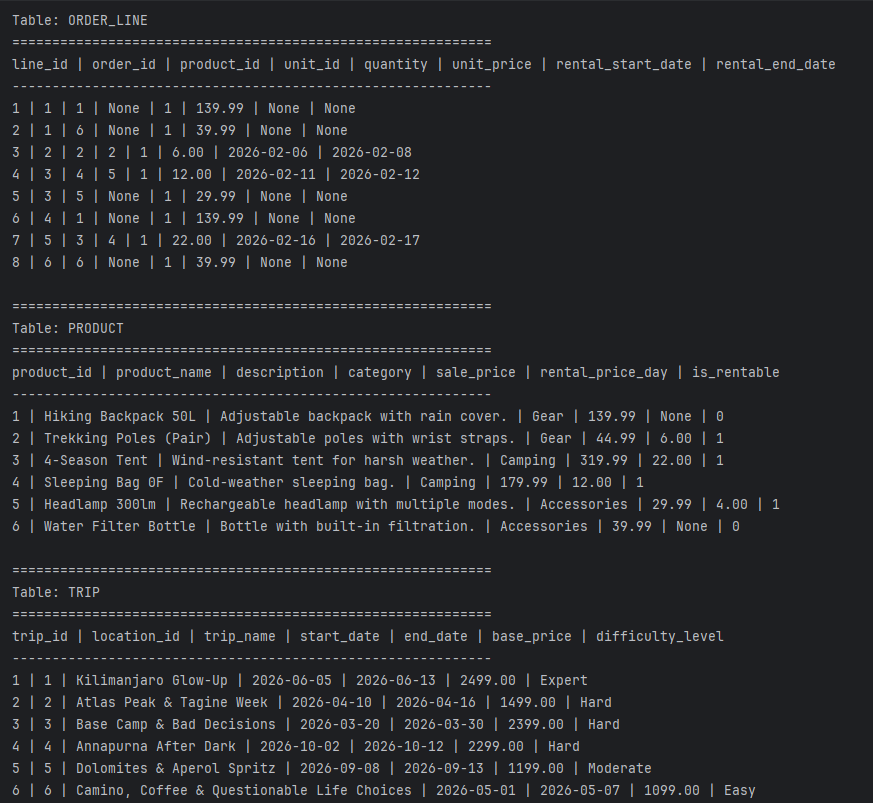 Table: ORDER_LINE
============================================================
line_id | order_id | product_id | unit_id | quantity | unit_price | rental_start_date | rental_end_date
------------------------------------------------------------
1 | 1 | 1 | None | 1 | 139.99 | None | None
2 | 1 | 6 | None | 1 | 39.99 | None | None
3 | 2 | 2 | 2 | 1 | 6.00 | 2026-02-06 | 2026-02-08
4 | 3 | 4 | 5 | 1 | 12.00 | 2026-02-11 | 2026-02-12
5 | 3 | 5 | None | 1 | 29.99 | None | None
6 | 4 | 1 | None | 1 | 139.99 | None | None
7 | 5 | 3 | 4 | 1 | 22.00 | 2026-02-16 | 2026-02-17
8 | 6 | 6 | None | 1 | 39.99 | None | None
============================================================
Table: PRODUCT
============================================================
product_id | product_name | description | category | sale_price | rental_price_day | is_rentable
------------------------------------------------------------
1 | Hiking Backpack 50L | Adjustable backpack with rain cover. | Gear | 139.99 | None | 0
2 | Trekking Poles (Pair) | Adjustable poles with wrist straps. | Gear | 44.99 | 6.00 | 1
3 | 4-Season Tent | Wind-resistant tent for harsh weather. | Camping | 319.99 | 22.00 | 1
4 | Sleeping Bag 0F | Cold-weather sleeping bag. | Camping | 179.99 | 12.00 | 1
5 | Headlamp 300lm | Rechargeable headlamp with multiple modes. | Accessories | 29.99 | 4.00 | 1
6 | Water Filter Bottle | Bottle with built-in filtration. | Accessories | 39.99 | None | 0
============================================================
Table: TRIP
============================================================
trip_id | location_id | trip_name | start_date | end_date | base_price | difficulty_level
------------------------------------------------------------
1 | 1 | Kilimanjaro Glow-Up | 2026-06-05 | 2026-06-13 | 2499.00 | Expert
2 | 2 | Atlas Peak & Tagine Week | 2026-04-10 | 2026-04-16 | 1499.00 | Hard
3 | 3 | Base Camp & Bad Decisions | 2026-03-20 | 2026-03-30 | 2399.00 | Hard
4 | 4 | Annapurna After Dark | 2026-10-02 | 2026-10-12 | 2299.00 | Hard
5 | 5 | Dolomites & Aperol Spritz | 2026-09-08 | 2026-09-13 | 1199.00 | Moderate
6 | 6 | Camino, Coffee & Questionable Life Choices | 2026-05-01 | 2026-05-07 | 1099.00 | Easy